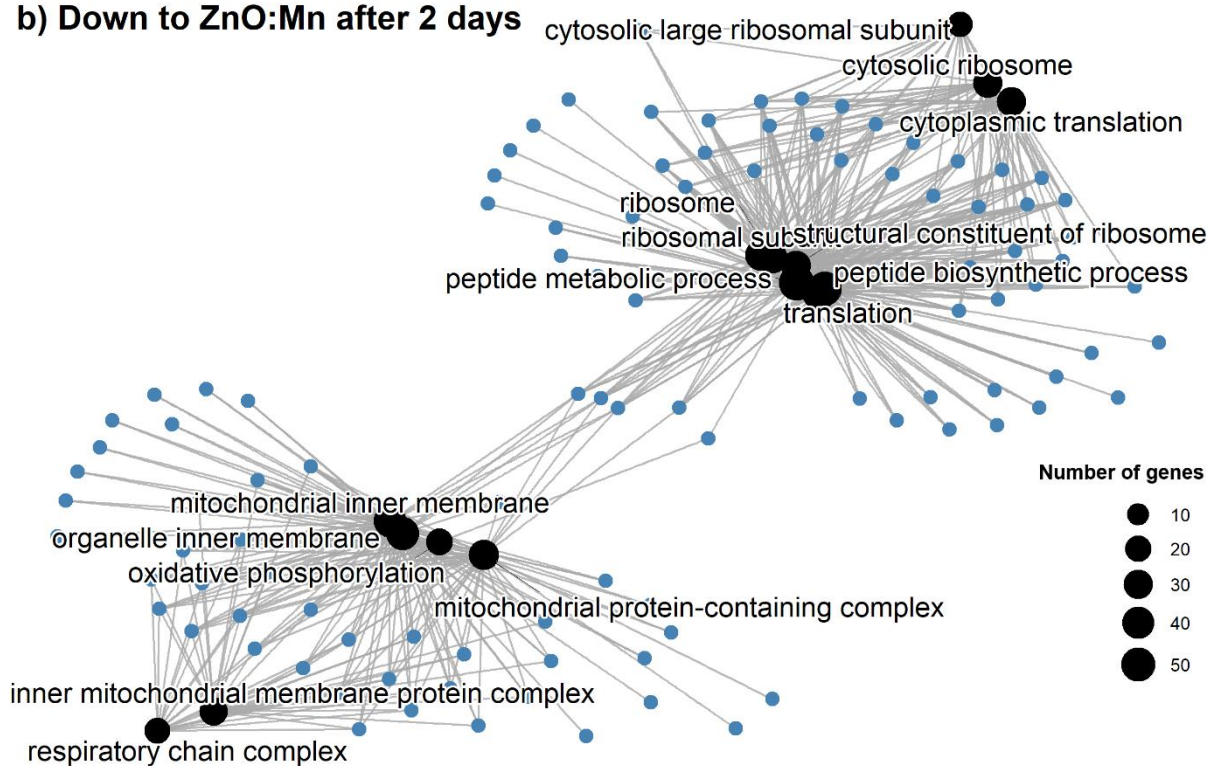 b) Down to ZnO:Mn after 2 days
cytosolic large ribosomal subunit
cytosolic ribosome
cytoplasmic translation
ribosome
ribosomal subunit
structural constituent of ribosome
peptide metabolic process
peptide biosynthetic process
translation
Number of genes
10
20
30
40
50
mitochondrial inner membrane
organelle inner membrane
oxidative phosphorylation
mitochondrial protein-containing complex
inner mitochondrial membrane protein complex
respiratory chain complex